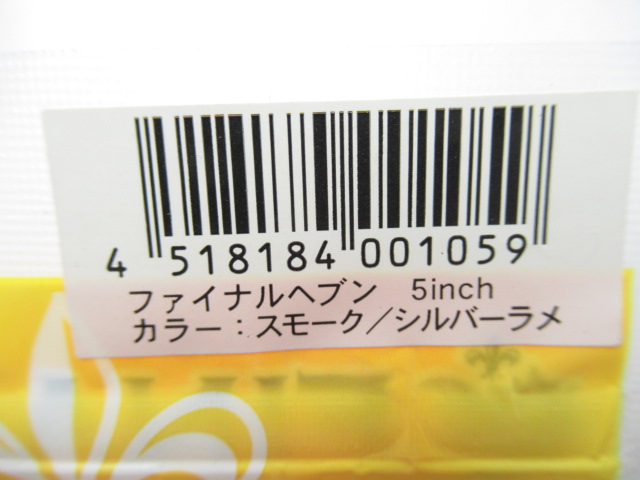 4 518184 001059
ファイナルヘブン 5inch
カラー：スモーク／シルバーラメ